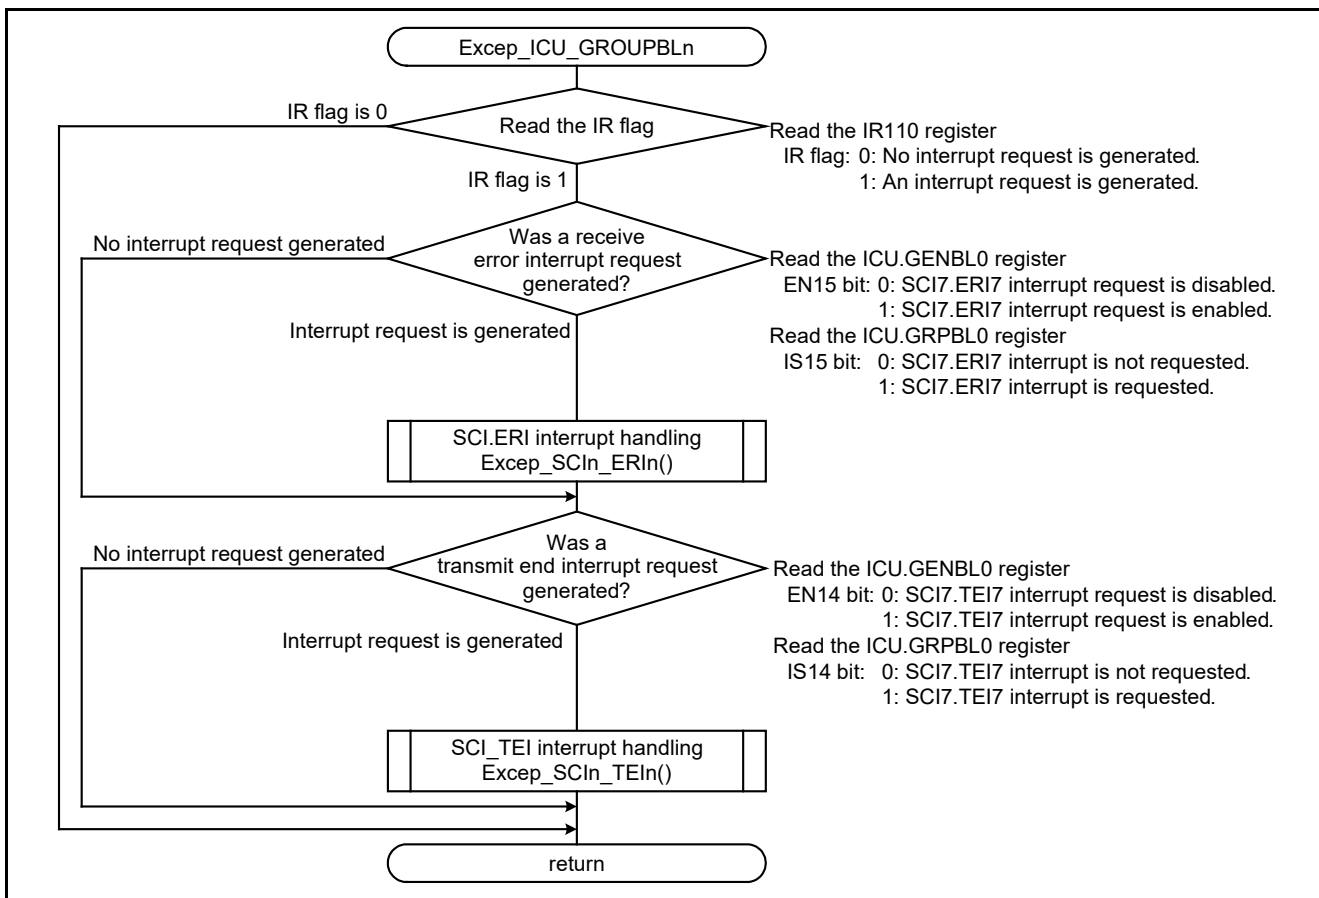 Excep_ICU_GROUPBLn
IR flag is 0
Read the IR flag
Read the IR110 register
IR flag: 0: No interrupt request is generated.
1: An interrupt request is generated.
IR flag is 1
No interrupt request generated
Was a receive
error interrupt request
generated?
Read the ICU.GENBL0 register
EN15 bit: 0: SCI7.ERI7 interrupt request is disabled.
1: SCI7.ERI7 interrupt request is enabled.
Read the ICU.GRPBL0 register
IS15 bit: 0: SCI7.ERI7 interrupt is not requested.
1: SCI7.ERI7 interrupt is requested.
Interrupt request is generated
SCI.ERI interrupt handling
Excep_SCIn_ERIn()
No interrupt request generated
Was a
transmit end interrupt request
generated?
Read the ICU.GENBL0 register
EN14 bit: 0: SCI7.TEI7 interrupt request is disabled.
1: SCI7.TEI7 interrupt request is enabled.
Read the ICU.GRPBL0 register
IS14 bit: 0: SCI7.TEI7 interrupt is not requested.
1: SCI7.TEI7 interrupt is requested.
Interrupt request is generated
SCI_TEI interrupt handling
Excep_SCIn_TEIn()
return